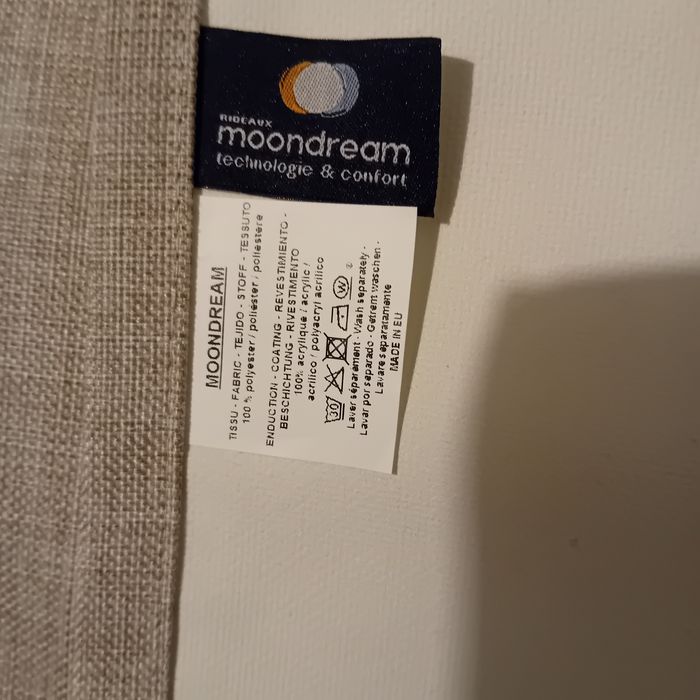 RIDEAUX
moondream
technologie & confort
MOONDREAM
TISSU - FABRIC - TEJIDO - STOFF - TESSUTO
100 % polyester / poliéster / poliestere
ENDUCTION - COATING - REVESTIMIENTO -
BESCHICHTUNG - RIVESTIMENTO
100% acrylique / acrylic /
acrilico / polyacryl acrilico
30 W
Laver séparément - Wash separately -
Lavar por separado - Getrent waschen -
Lavare separatamente
MADE IN EU